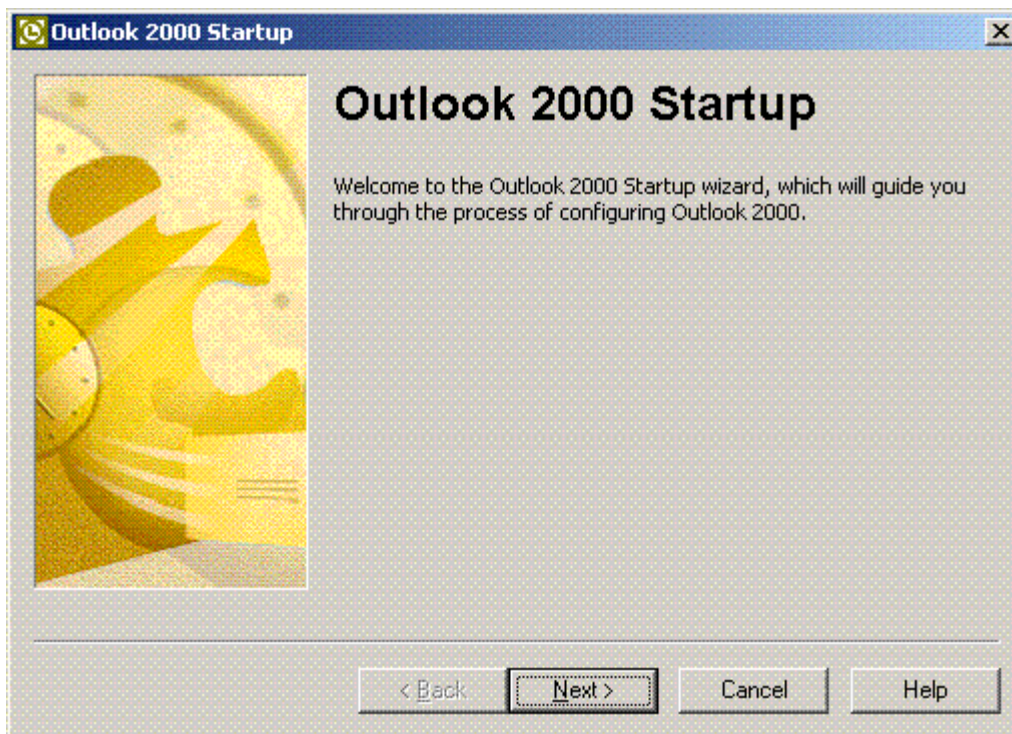 Outlook 2000 Startup
Outlook 2000 Startup
Welcome to the Outlook 2000 Startup wizard, which will guide you
through the process of configuring Outlook 2000.
< Back Next > Cancel Help